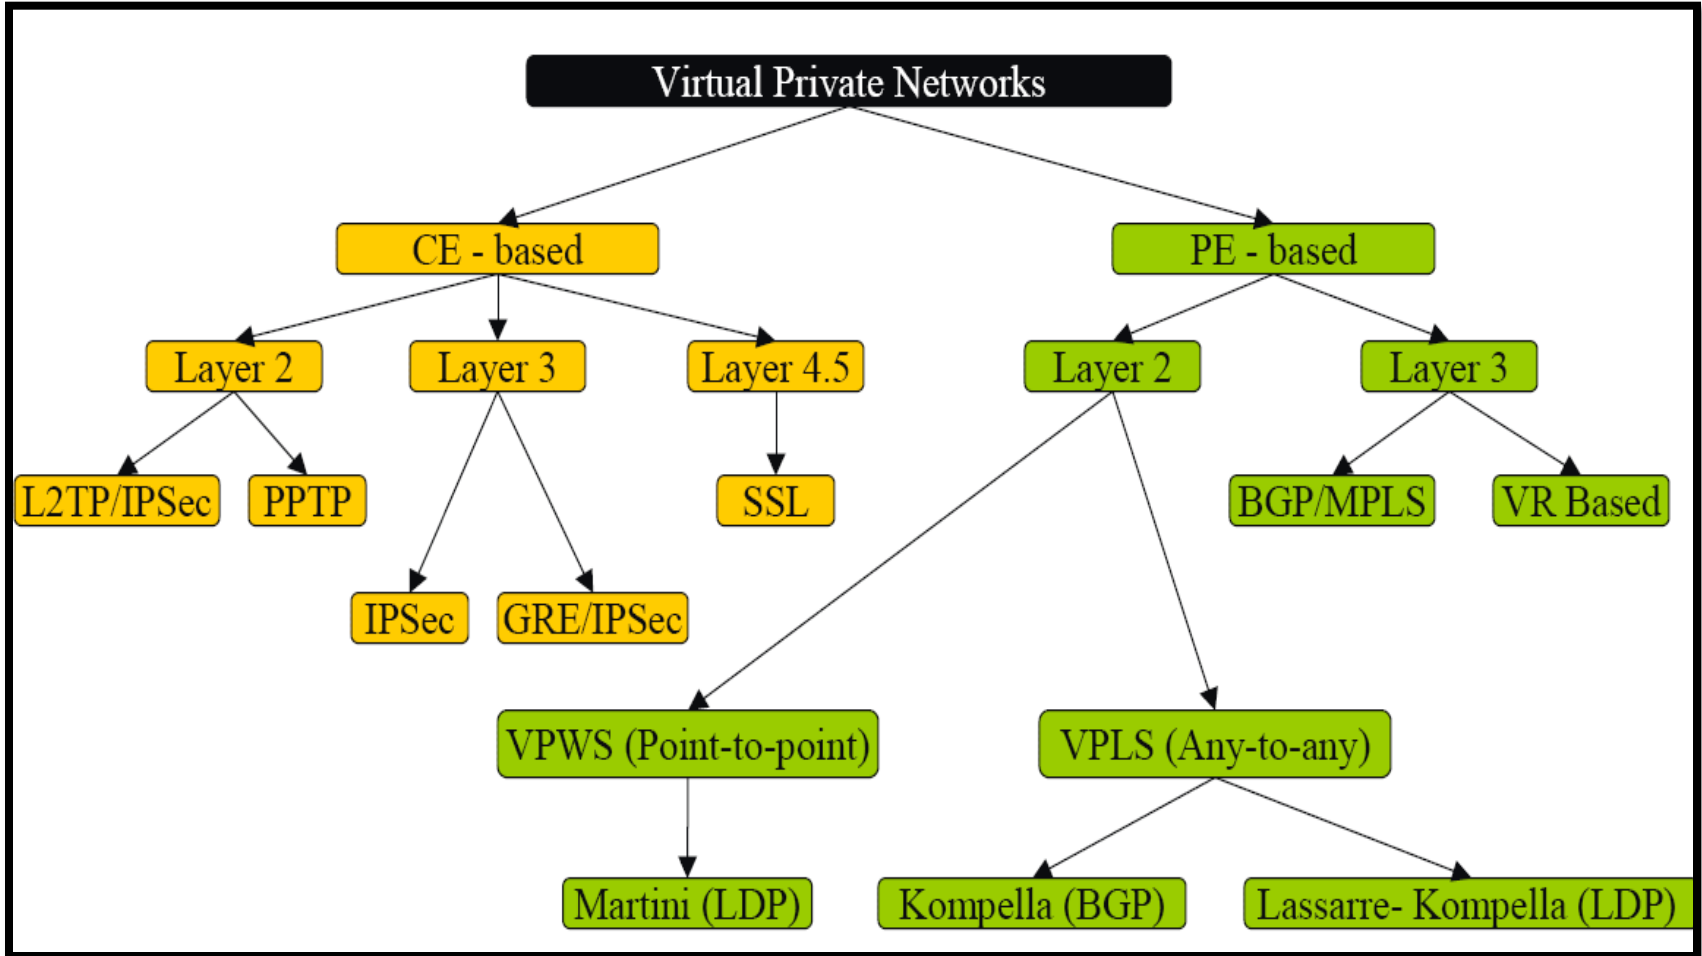 Virtual Private Networks
CE - based
PE - based
Layer 2
Layer 3
Layer 4.5
Layer 2
Layer 3
L2TP/IPSec
PPTP
SSL
BGP/MPLS
VR Based
IPSec
GRE/IPSec
VPWS (Point-to-point)
VPLS (Any-to-any)
Martini (LDP)
Kompella (BGP)
Lassarre- Kompella (LDP)